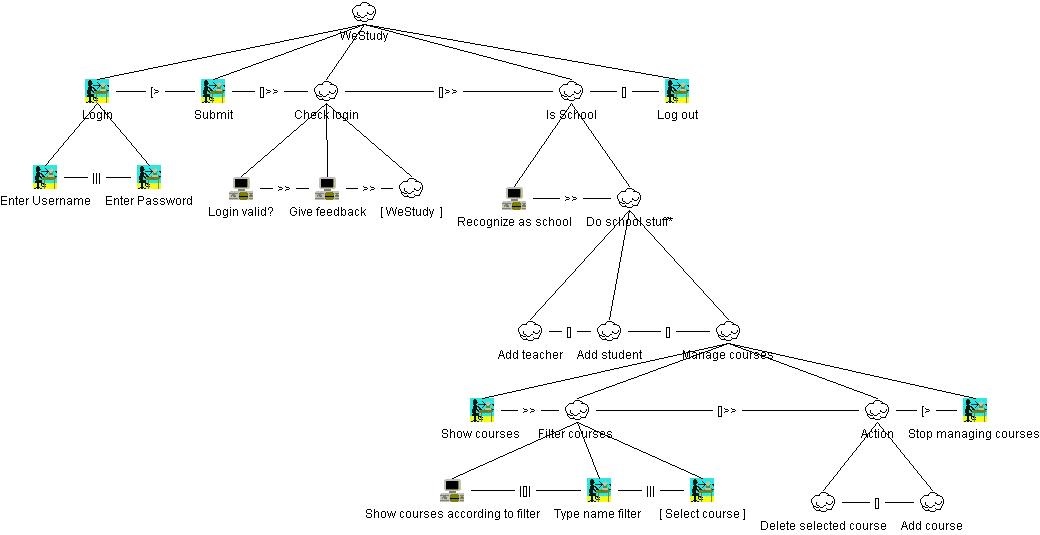 WeStudy
[> []>> []>> []
Login Submit Check login Is School Log out
||| >> >> >>
Enter Username Enter Password Login valid? Give feedback [ WeStudy ] Recognize as school Do school stuff*
[] []
Add teacher Add student Manage courses
>> []>> [>
Show courses Filter courses Action Stop managing courses
|[]| ||| []
Show courses according to filter Type name filter [ Select course ] Delete selected course Add course